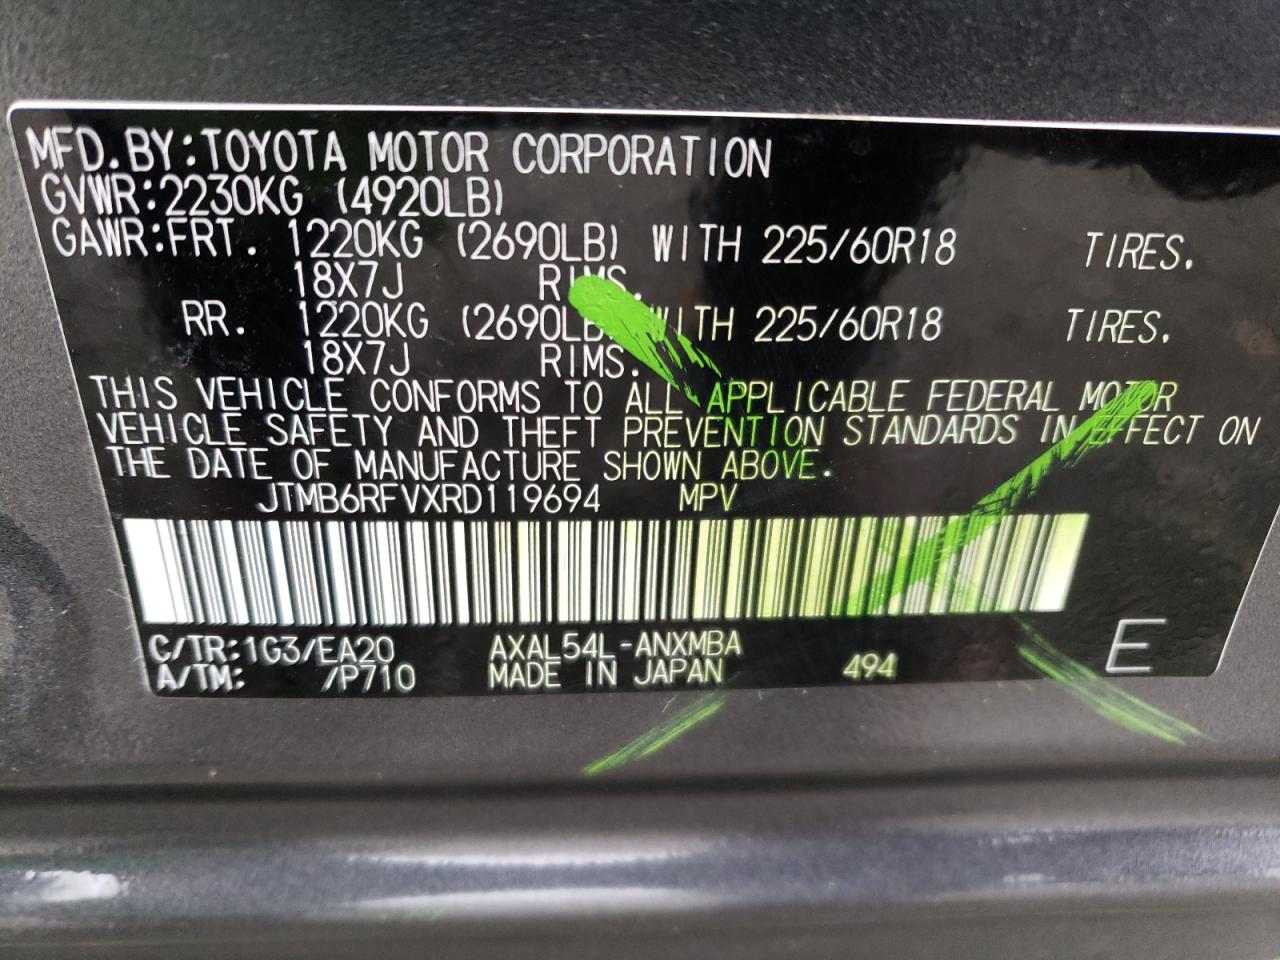 MFD.BY:TOYOTA MOTOR CORPORATION
GVWR:2230KG (4920LB)
GAWR:FRT. 1220KG (2690LB) WITH 225/60R18 TIRES.
18X7J RIMS.
RR. 1220KG (2690LB) WITH 225/60R18 TIRES.
18X7J RIMS.
THIS VEHICLE CONFORMS TO ALL APPLICABLE FEDERAL MOTOR
VEHICLE SAFETY AND THEFT PREVENTION STANDARDS IN EFFECT ON
THE DATE OF MANUFACTURE SHOWN ABOVE.
JTMB6RFVXRD119694 MPV
C/TR:1G3/EA20 AXAL54L-ANXMBA
A/TM: /P710 MADE IN JAPAN 494 E